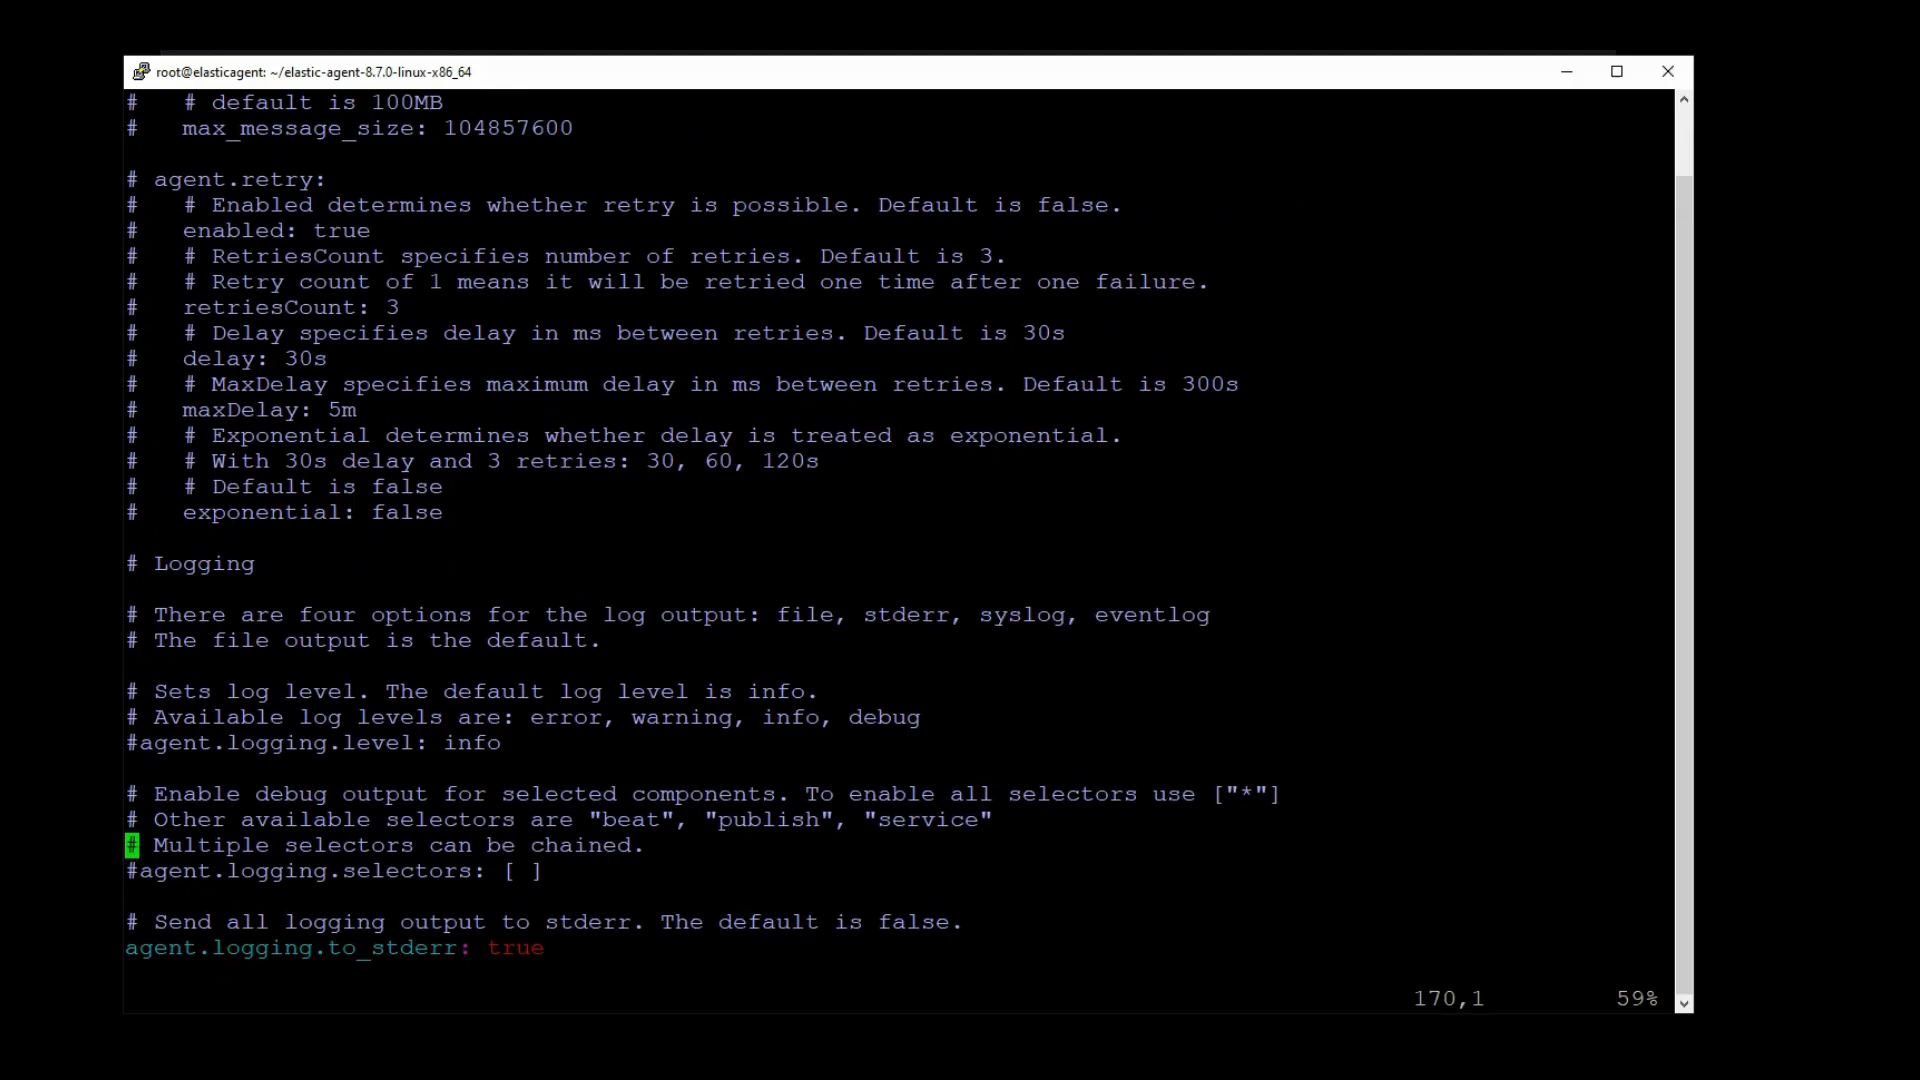 root@elasticagent: ~/elastic-agent-8.7.0-linux-x86_64
#   # default is 100MB
#   max_message_size: 104857600
# agent.retry:
#   # Enabled determines whether retry is possible. Default is false.
#   enabled: true
#   # RetriesCount specifies number of retries. Default is 3.
#   # Retry count of 1 means it will be retried one time after one failure.
#   retriesCount: 3
#   # Delay specifies delay in ms between retries. Default is 30s
#   delay: 30s
#   # MaxDelay specifies maximum delay in ms between retries. Default is 300s
#   maxDelay: 5m
#   # Exponential determines whether delay is treated as exponential.
#   # With 30s delay and 3 retries: 30, 60, 120s
#   # Default is false
#   exponential: false
# Logging
# There are four options for the log output: file, stderr, syslog, eventlog
# The file output is the default.
# Sets log level. The default log level is info.
# Available log levels are: error, warning, info, debug
#agent.logging.level: info
# Enable debug output for selected components. To enable all selectors use ["*"]
# Other available selectors are "beat", "publish", "service"
# Multiple selectors can be chained.
#agent.logging.selectors: [ ]
# Send all logging output to stderr. The default is false.
agent.logging.to_stderr: true
170,1 59%